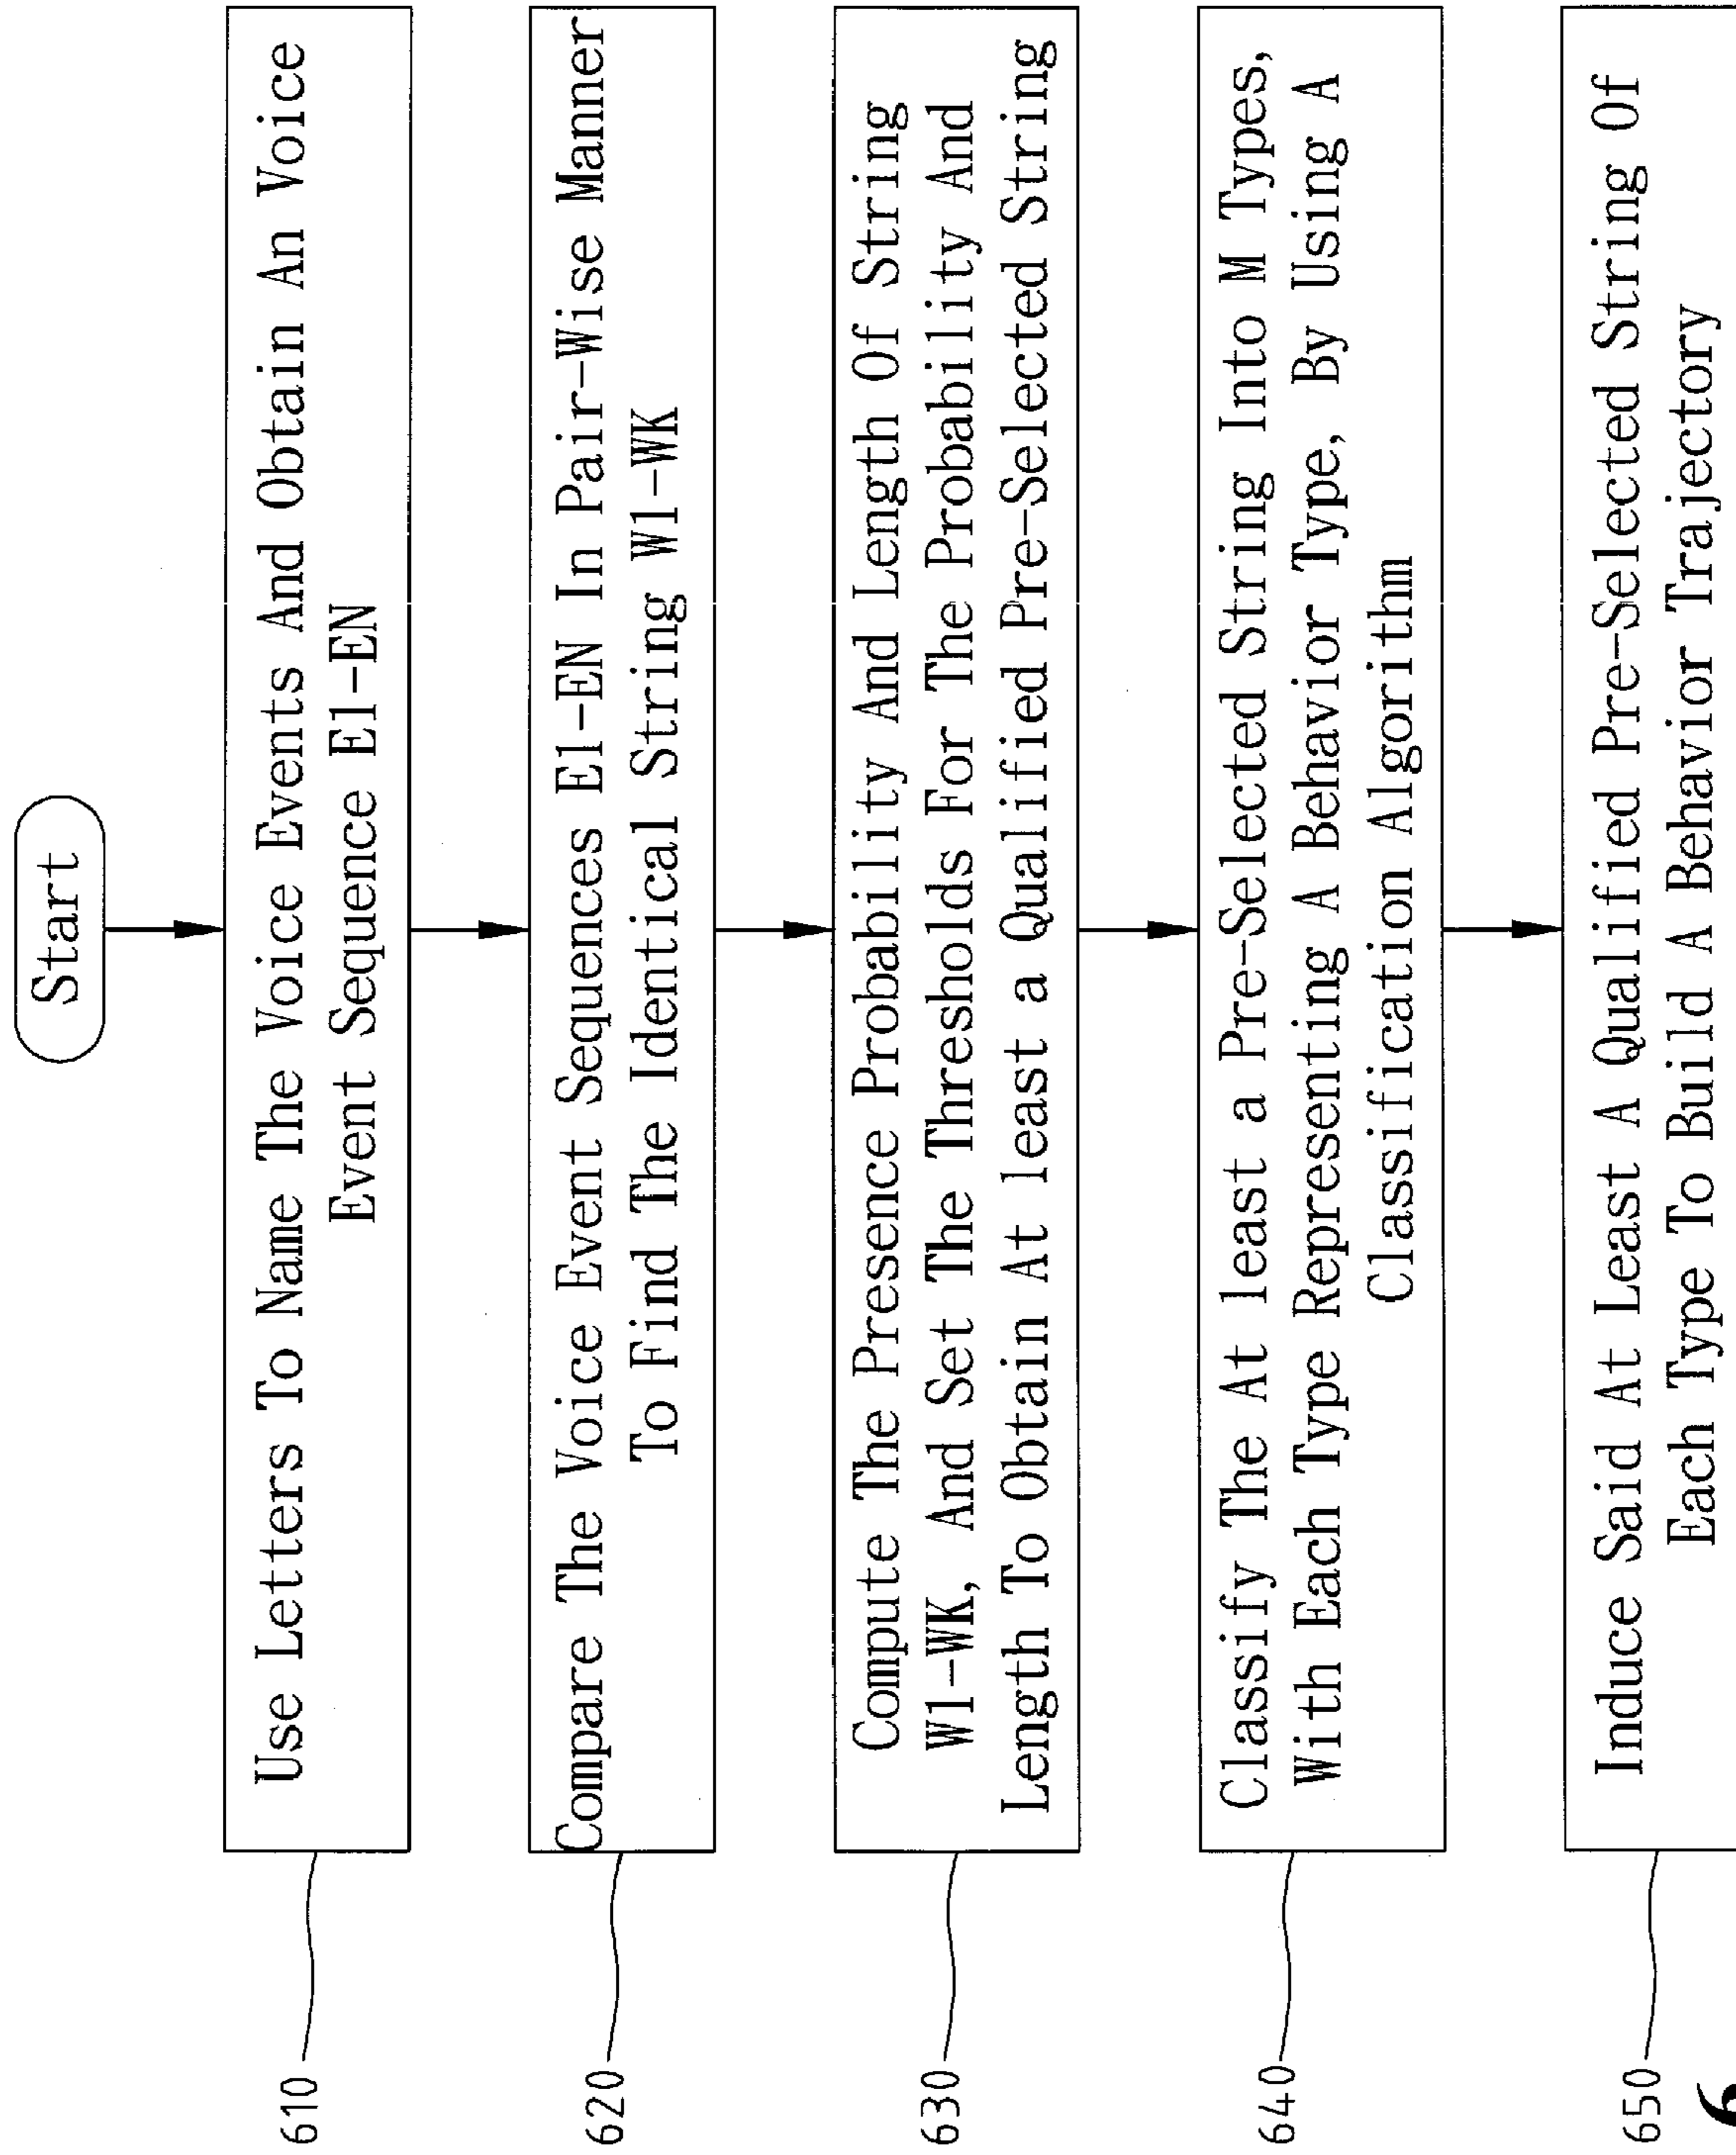 Start
610
Use Letters To Name The Voice Events And Obtain An Voice
Event Sequence E1-EN
620
Compare The Voice Event Sequences E1-EN In Pair-Wise Manner
To Find The Identical String W1-WK
630
Compute The Presence Probability And Length Of String
W1-WK, And Set The Thresholds For The Probability And
Length To Obtain At least a Qualified Pre-Selected String
640
Classify The At least a Pre-Selected String Into M Types,
With Each Type Representing A Behavior Type, By Using A
Classification Algorithm
650
Induce Said At Least A Qualified Pre-Selected String Of
Each Type To Build A Behavior Trajectory